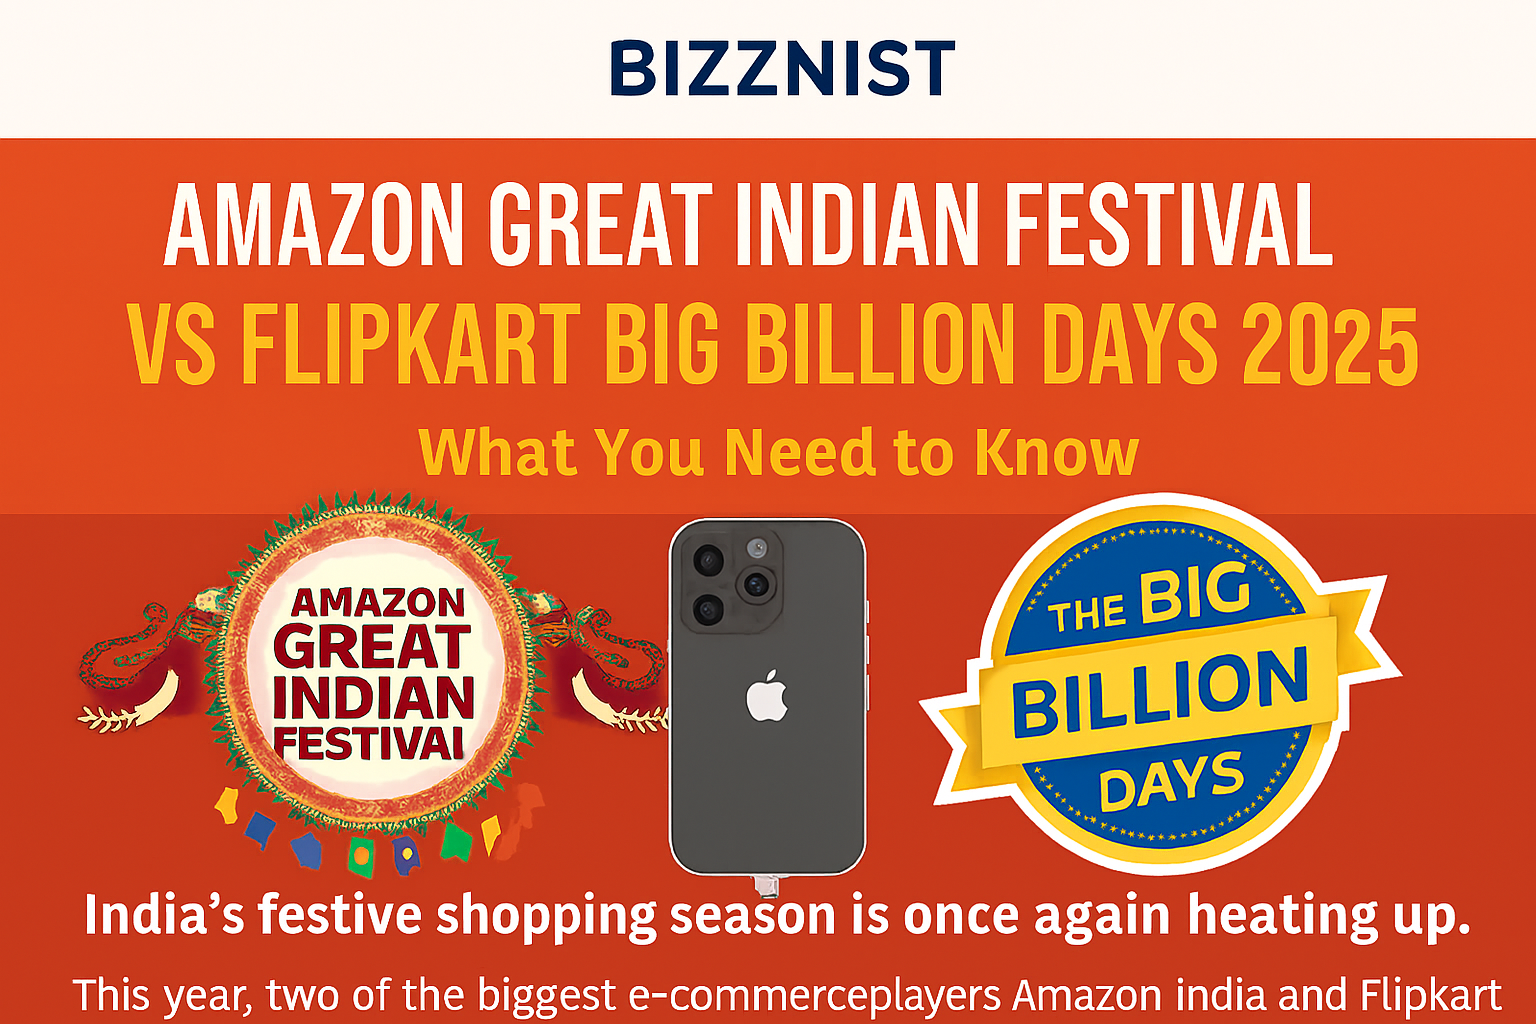 BIZZNIST
AMAZON GREAT INDIAN FESTIVAL
VS FLIPKART BIG BILLION DAYS 2025
What You Need to Know
AMAZON
GREAT
INDIAN
FESTIVAL
THE BIG
BILLION
DAYS
India's festive shopping season is once again heating up.
This year, two of the biggest e-commerceplayers Amazon india and Flipkart